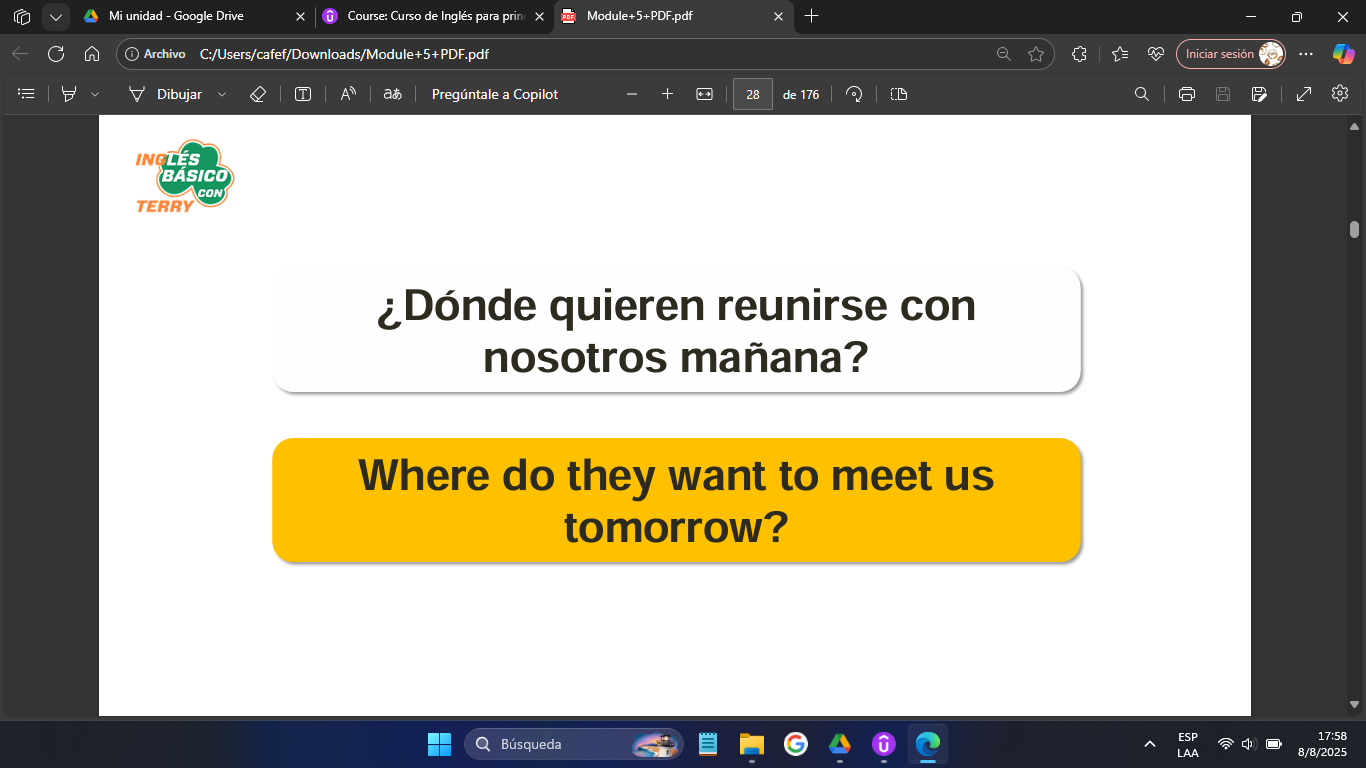 Mi unidad - Google Drive
Course: Curso de Inglés para prin
Module+5+PDF.pdf
Archivo
C:/Users/cafef/Downloads/Module+5+PDF.pdf
Iniciar sesión
Dibujar
aあ
Pregúntale a Copilot
28
de 176
INGLÉS
BÁSICO
CON
TERRY
¿Dónde quieren reunirse con
nosotros mañana?
Where do they want to meet us
tomorrow?
Búsqueda
ESP
LAA
17:58
8/8/2025